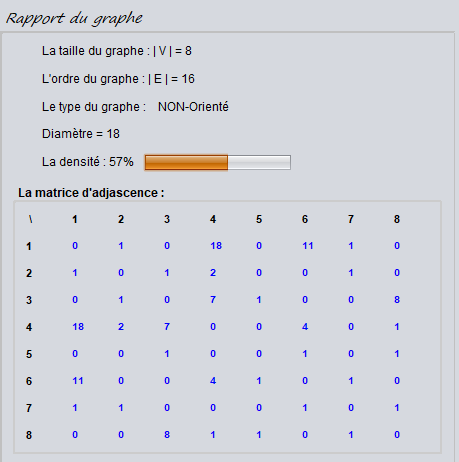 Rapport du graphe
La taille du graphe : | V | = 8
L'ordre du graphe : | E | = 16
Le type du graphe : NON-Orienté
Diamètre = 18
La densité : 57%
La matrice d'adjascence :
\ 1 2 3 4 5 6 7 8
1 0 1 0 18 0 11 1 0
2 1 0 1 2 0 0 1 0
3 0 1 0 7 1 0 0 8
4 18 2 7 0 0 4 0 1
5 0 0 1 0 0 1 0 1
6 11 0 0 4 1 0 1 0
7 1 1 0 0 0 1 0 1
8 0 0 8 1 1 0 1 0